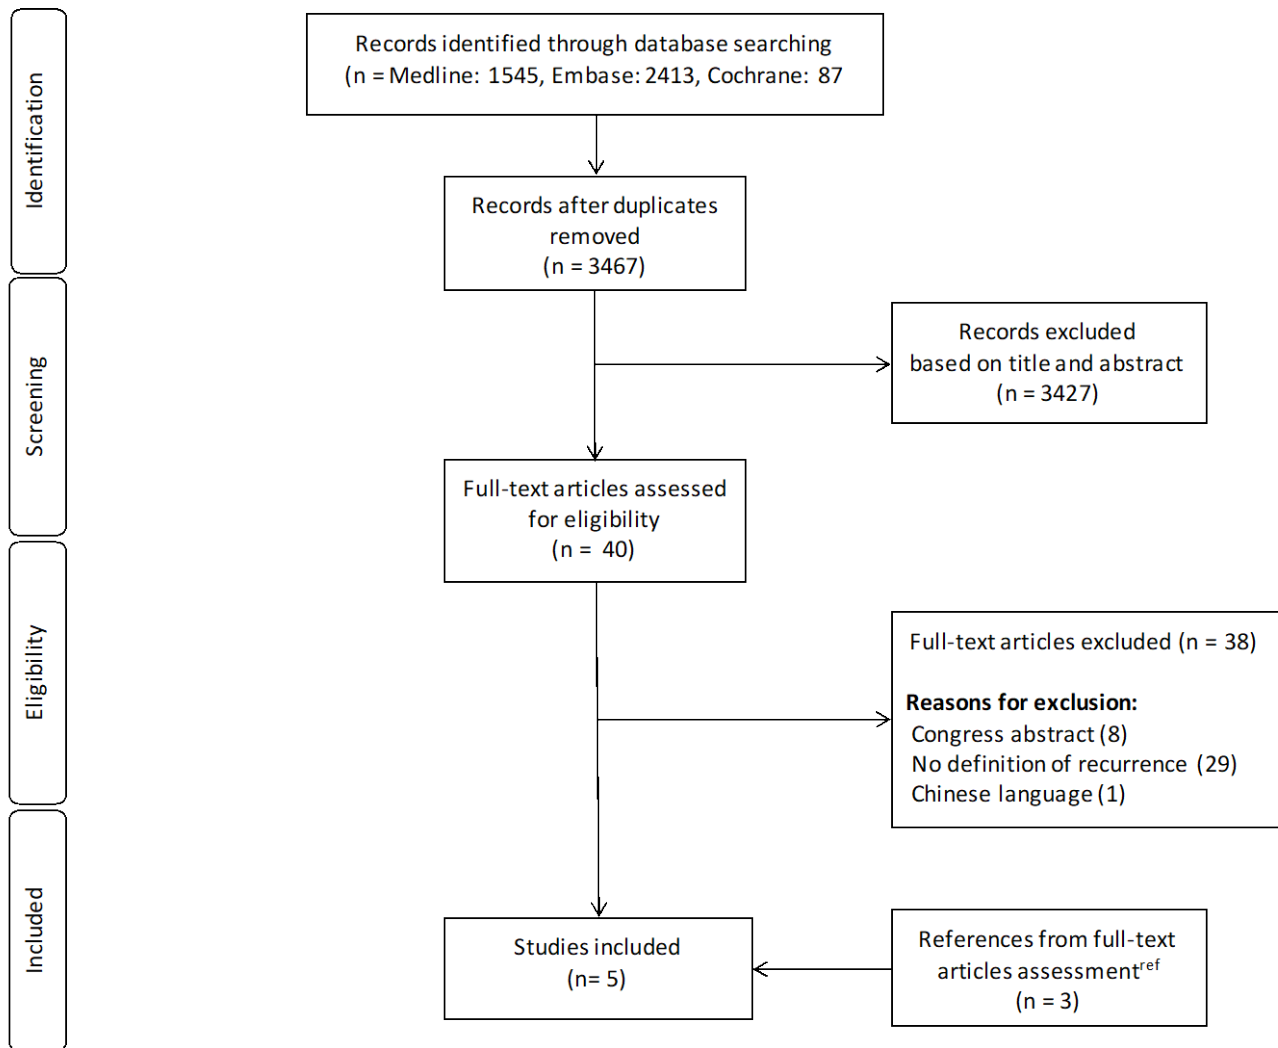 Identification
Records identified through database searching
(n = Medline: 1545, Embase: 2413, Cochrane: 87
Records after duplicates
removed
(n = 3467)
Screening
Records excluded
based on title and abstract
(n = 3427)
Full-text articles assessed
for eligibility
(n = 40)
Eligibility
Full-text articles excluded (n = 38)
Reasons for exclusion:
Congress abstract (8)
No definition of recurrence (29)
Chinese language (1)
Included
Studies included
(n= 5)
References from full-text
articles assessment^ref
(n = 3)